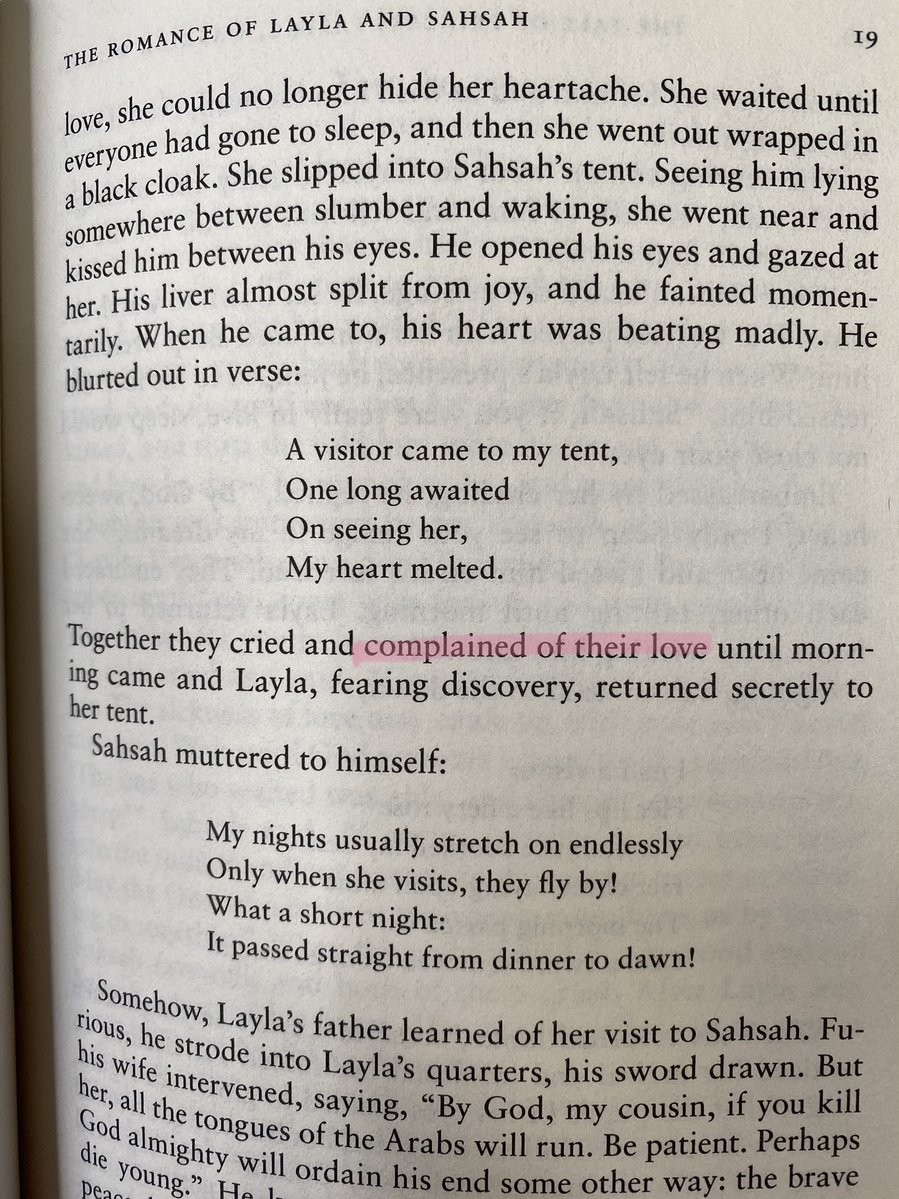 THE ROMANCE OF LAYLA AND SAHSAH
19
love, she could no longer hide her heartache. She waited until
everyone had gone to sleep, and then she went out wrapped in
a black cloak. She slipped into Sahsah’s tent. Seeing him lying
somewhere between slumber and waking, she went near and
kissed him between his eyes. He opened his eyes and gazed at
her. His liver almost split from joy, and he fainted momen-
tarily. When he came to, his heart was beating madly. He
blurted out in verse:
A visitor came to my tent,
One long awaited
On seeing her,
My heart melted.
Together they cried and complained of their love until morn-
ing came and Layla, fearing discovery, returned secretly to
her tent.
Sahsah muttered to himself:
My nights usually stretch on endlessly
Only when she visits, they fly by!
What a short night:
It passed straight from dinner to dawn!
Somehow, Layla’s father learned of her visit to Sahsah. Fu-
rious, he strode into Layla’s quarters, his sword drawn. But
his wife intervened, saying, “By God, my cousin, if you kill
her, all the tongues of the Arabs will run. Be patient. Perhaps
God almighty will ordain his end some other way: the brave
die young.” He